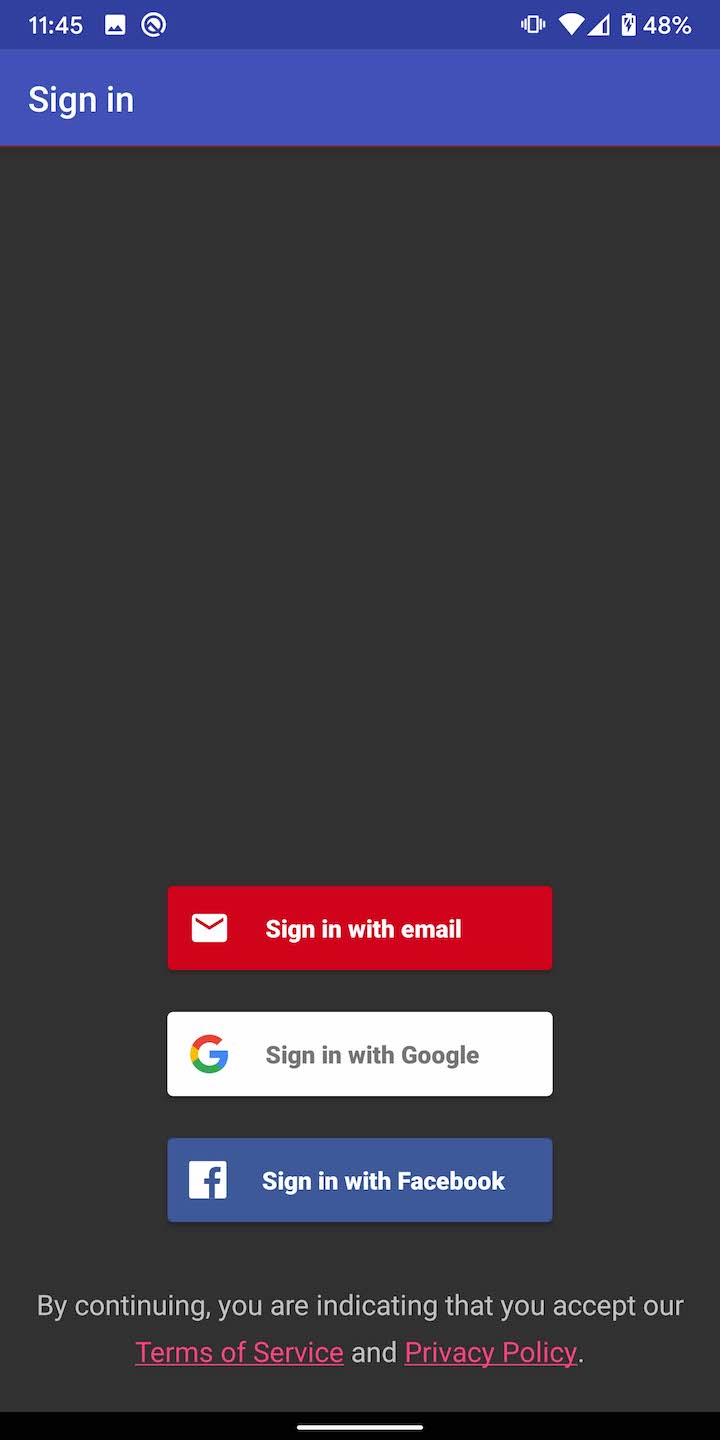 11:45 48%
Sign in
Sign in with email
Sign in with Google
Sign in with Facebook
By continuing, you are indicating that you accept our
Terms of Service and Privacy Policy.